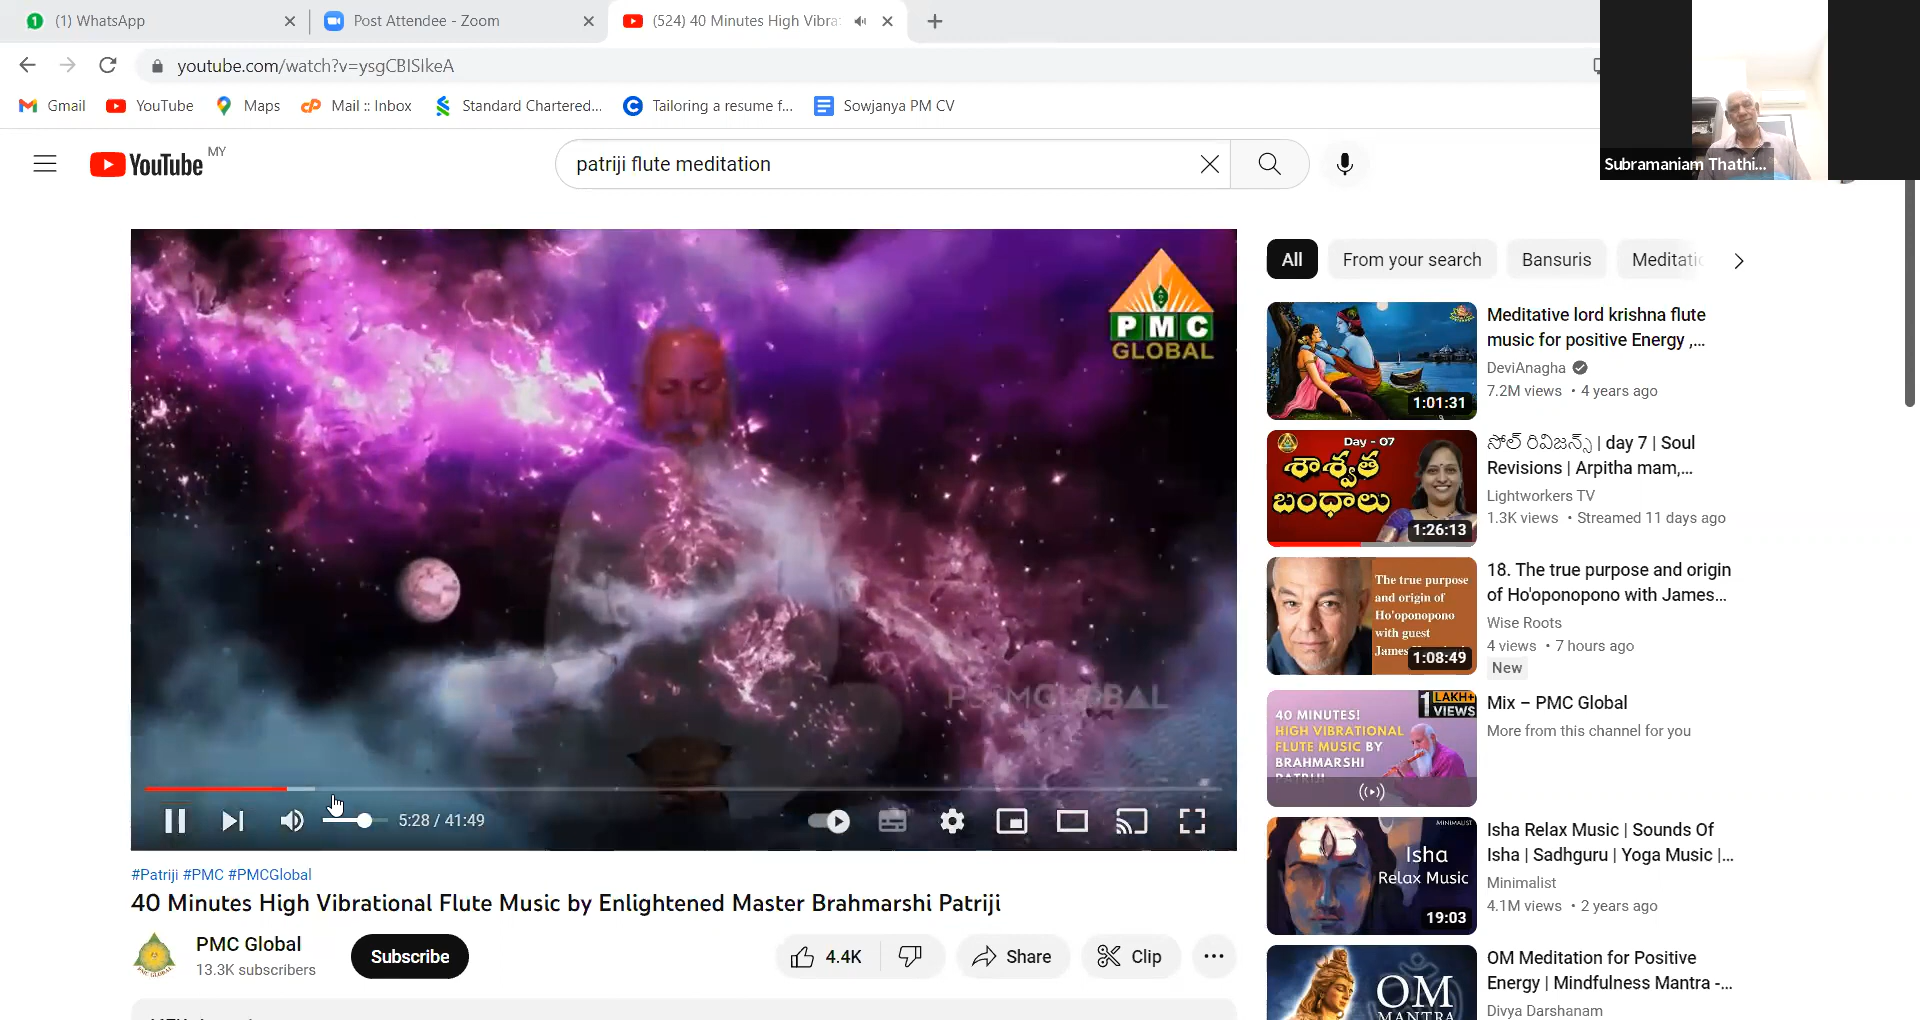 (1) WhatsApp
Post Attendee - Zoom
(524) 40 Minutes High Vibra
youtube.com/watch?v=ysgCBISIkeA
Gmail
YouTube
Maps
Mail :: Inbox
Standard Chartered...
Tailoring a resume f...
Sowjanya PM CV
Subramaniam Thathi...
YouTube MY
patriji flute meditation
PMC
GLOBAL
PSSMGLOBAL
5:28 / 41:49
#Patriji #PMC #PMCGlobal
40 Minutes High Vibrational Flute Music by Enlightened Master Brahmarshi Patriji
PMC Global
13.3K subscribers
Subscribe
4.4K
Share
Clip
All
From your search
Bansuris
Meditatic
1:01:31
Meditative lord krishna flute
music for positive Energy ,...
DeviAnagha
7.2M views • 4 years ago
Day - 07
శాశ్వత
బంధాలు
1:26:13
సోల్ రివిజన్స్ | day 7 | Soul
Revisions | Arpitha mam,...
Lightworkers TV
1.3K views • Streamed 11 days ago
The true purpose
and origin of
Ho'oponopono
with guest
James
1:08:49
18. The true purpose and origin
of Ho'oponopono with James...
Wise Roots
4 views • 7 hours ago
New
1 LAKH+
VIEWS
40 MINUTES!
HIGH VIBRATIONAL
FLUTE MUSIC BY
BRAHMARSHI
PATRIJI
Mix – PMC Global
More from this channel for you
MINIMALIST
Isha
Relax Music
19:03
Isha Relax Music | Sounds Of
Isha | Sadhguru | Yoga Music |...
Minimalist
4.1M views • 2 years ago
OM
MANTRA
OM Meditation for Positive
Energy | Mindfulness Mantra -...
Divya Darshanam